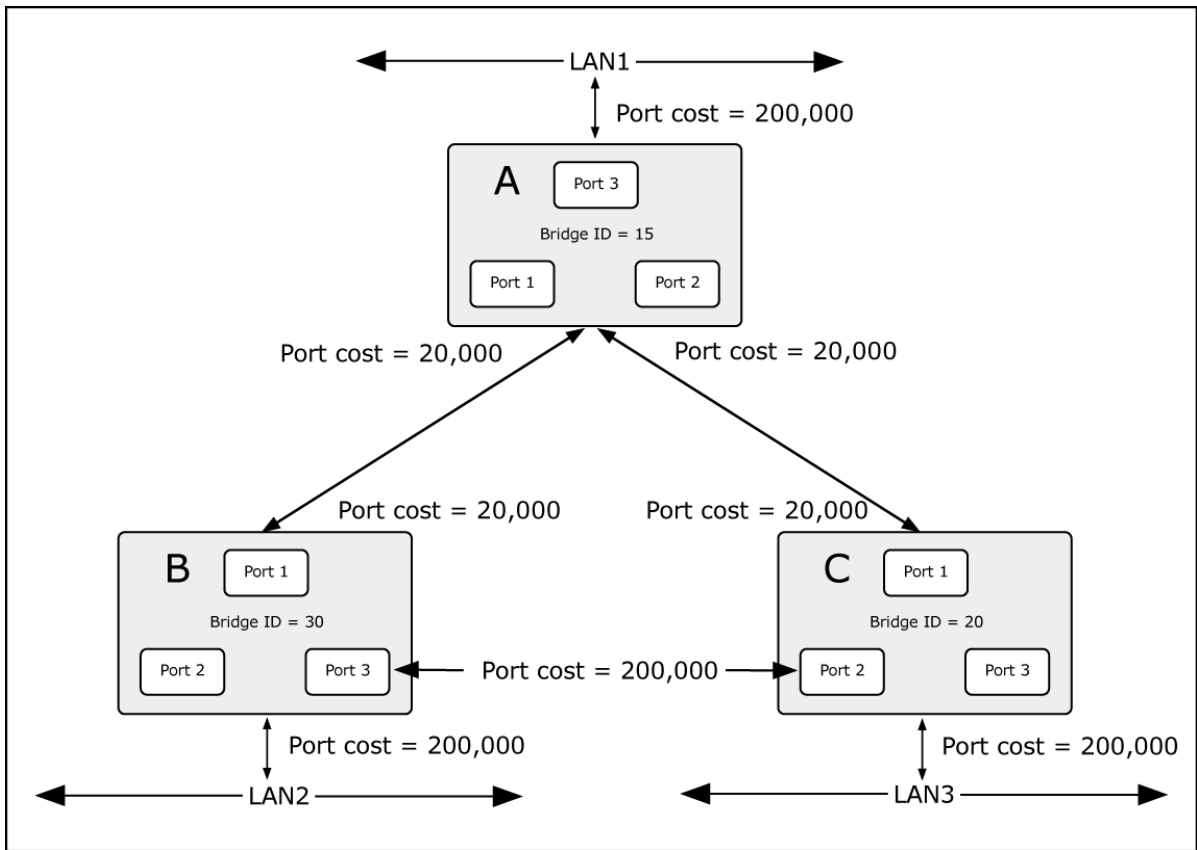 LAN1
Port cost = 200,000
A
Port 3
Bridge ID = 15
Port 1
Port 2
Port cost = 20,000
Port cost = 20,000
Port cost = 20,000
Port cost = 20,000
B
Port 1
Bridge ID = 30
Port 2
Port 3
Port cost = 200,000
C
Port 1
Bridge ID = 20
Port 2
Port 3
Port cost = 200,000
LAN2
Port cost = 200,000
LAN3